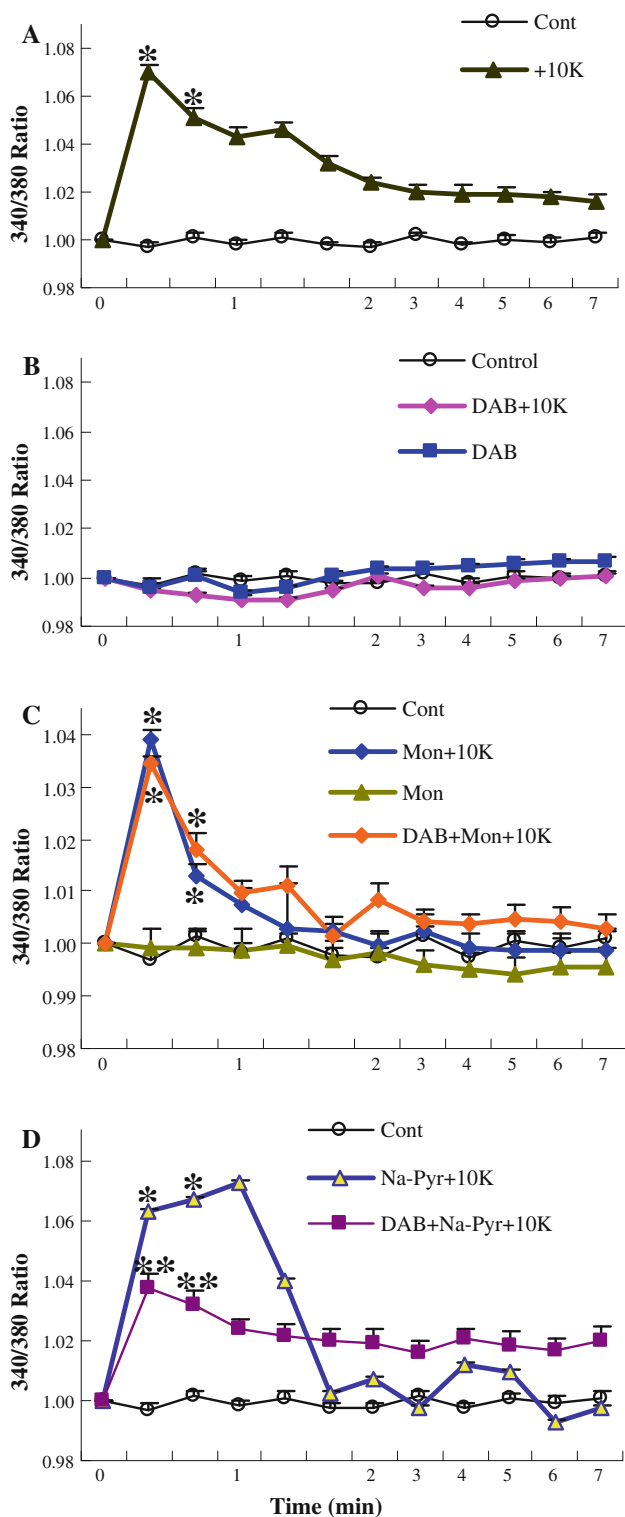 A
Cont
+10K
340/380 Ratio
1.08
1.06
1.04
1.02
1.00
0.98
* *
0 1 2 3 4 5 6 7
B
Control
DAB+10K
DAB
340/380 Ratio
1.08
1.06
1.04
1.02
1.00
0.98
0 1 2 3 4 5 6 7
C
Cont
Mon+10K
Mon
DAB+Mon+10K
340/380 Ratio
1.04
1.03
1.02
1.01
1.00
0.99
0.98
*
*
*
*
0 1 2 3 4 5 6 7
D
Cont
Na-Pyr+10K
DAB+Na-Pyr+10K
340/380 Ratio
1.08
1.06
1.04
1.02
1.00
0.98
* *
** **
0 1 2 3 4 5 6 7
Time (min)